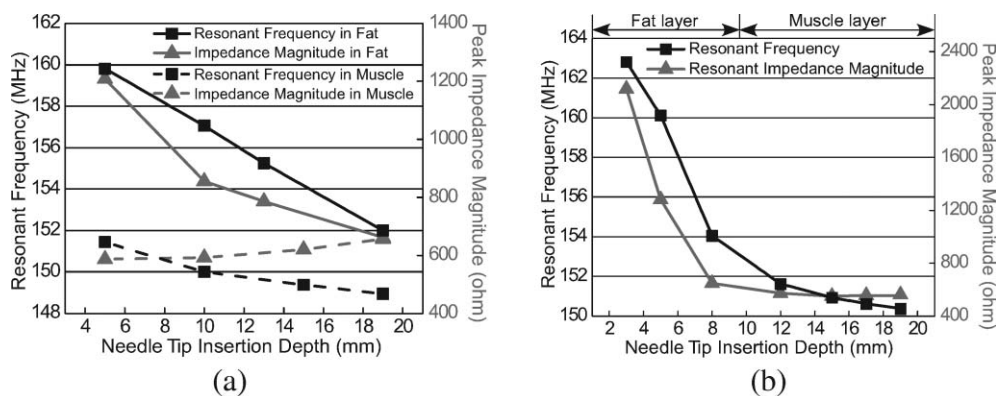 162
160
158
156
154
152
150
148
Resonant Frequency (MHz)
Resonant Frequency in Fat
Impedance Magnitude in Fat
Resonant Frequency in Muscle
Impedance Magnitude in Muscle
1400
1200
1000
800
600
400
Peak Impedance Magnitude (ohm)
4 6 8 10 12 14 16 18 20
Needle Tip Insertion Depth (mm)
(a)
Fat layer Muscle layer
164
162
160
158
156
154
152
150
Resonant Frequency (MHz)
Resonant Frequency
Resonant Impedance Magnitude
2400
2000
1600
1200
800
400
Peak Impedance Magnitude (ohm)
2 4 6 8 10 12 14 16 18 20
Needle Tip Insertion Depth (mm)
(b)